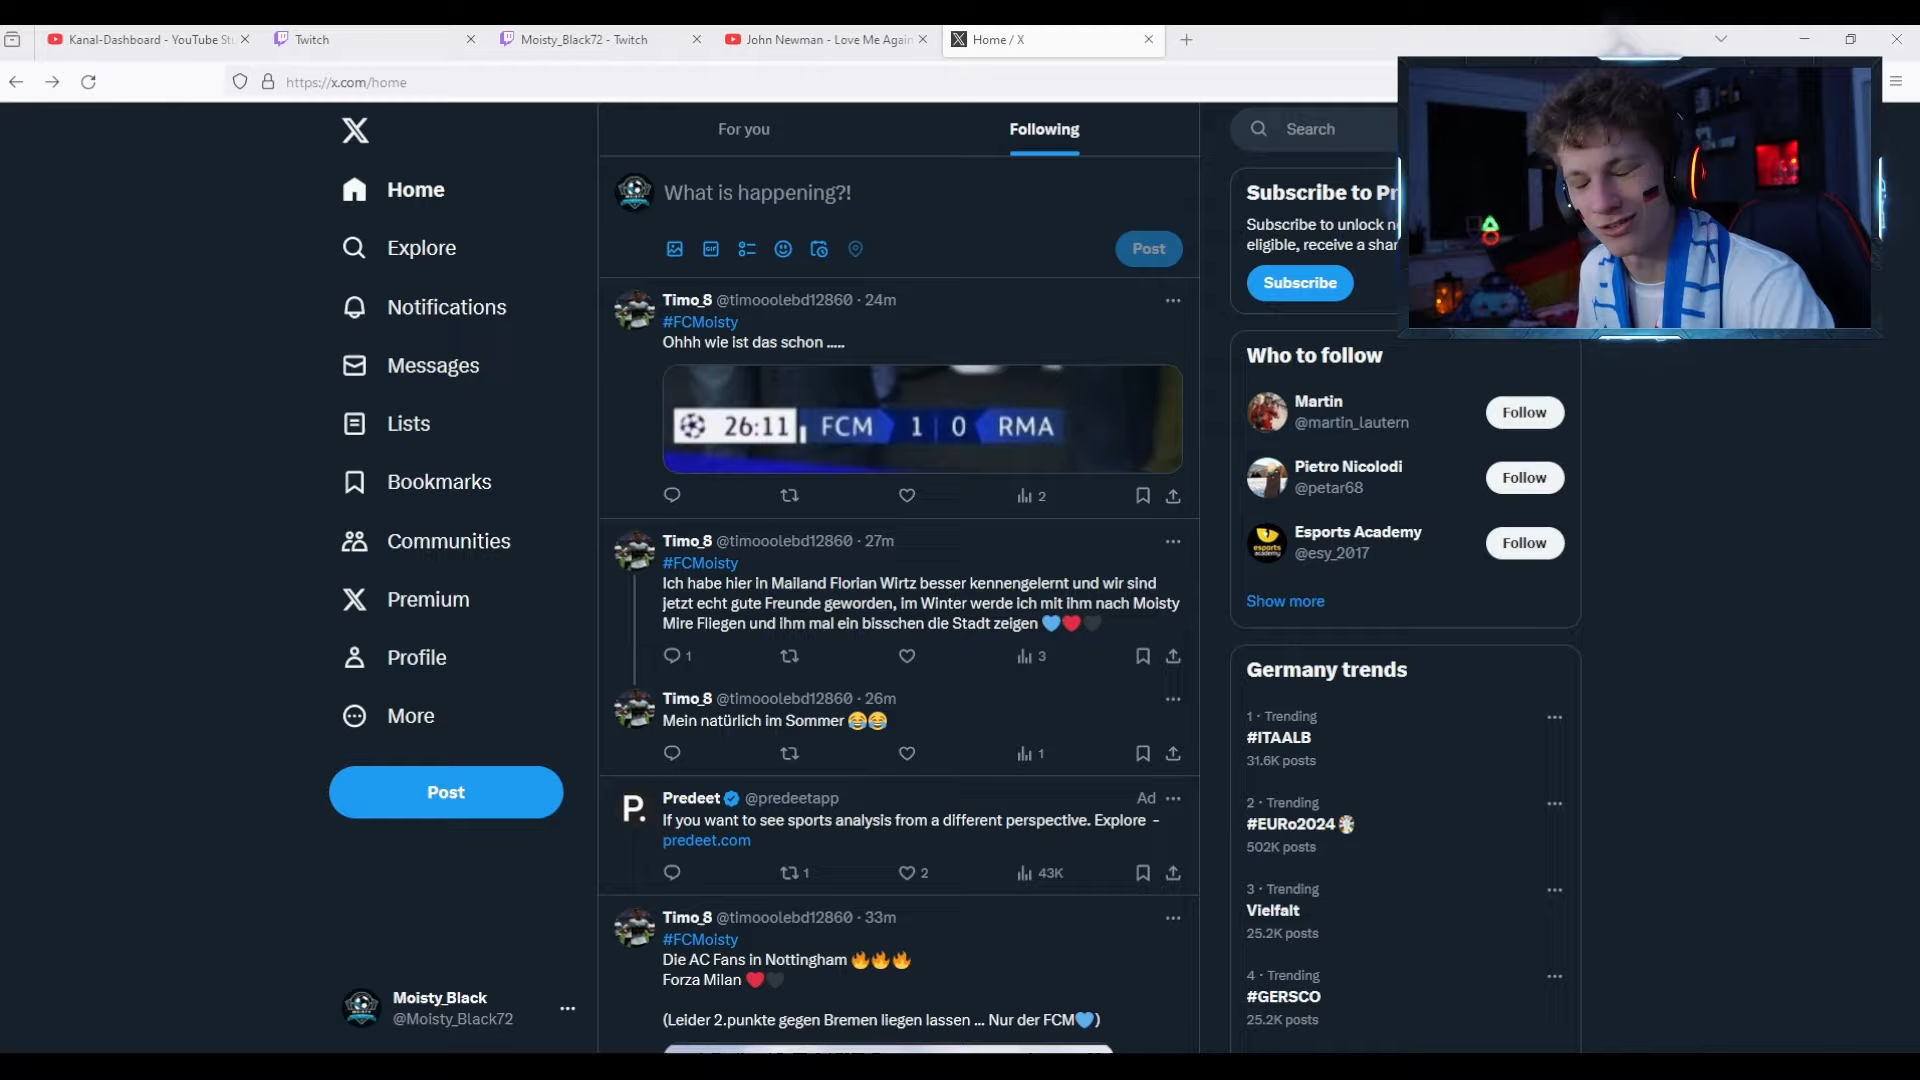 Kanal-Dashboard - YouTube St
Twitch
Moisty_Black72 - Twitch
John Newman - Love Me Again
Home / X
https://x.com/home
Home
Explore
Notifications
Messages
Lists
Bookmarks
Communities
Premium
Profile
More
Post
Moisty_Black
@Moisty_Black72
For you
Following
What is happening?!
GIF
Post
Timo_8 @timooolebd12860 · 24m
#FCMoisty
Ohhh wie ist das schon .....
26:11 FCM 1 0 RMA
2
Timo_8 @timooolebd12860 · 27m
#FCMoisty
Ich habe hier in Mailand Florian Wirtz besser kennengelernt und wir sind
jetzt echt gute Freunde geworden, im Winter werde ich mit ihm nach Moisty
Mire Fliegen und ihm mal ein bisschen die Stadt zeigen 🩵❤️🖤
1 3
Timo_8 @timooolebd12860 · 26m
Mein natürlich im Sommer 😂😂
1
P.
Predeet @predeetapp Ad
If you want to see sports analysis from a different perspective. Explore -
predeet.com
1 2 43K
Timo_8 @timooolebd12860 · 33m
#FCMoisty
Die AC Fans in Nottingham 🔥🔥🔥
Forza Milan ❤️🖤
(Leider 2.punkte gegen Bremen liegen lassen ... Nur der FCM🩵)
Search
Subscribe to Pr
Subscribe to unlock n
eligible, receive a shar
Subscribe
Who to follow
Martin
@martin_lautern
Follow
Pietro Nicolodi
@petar68
Follow
esports academy
Esports Academy
@esy_2017
Follow
Show more
Germany trends
1 · Trending
#ITAALB
31.6K posts
2 · Trending
#EURo2024
502K posts
3 · Trending
Vielfalt
25.2K posts
4 · Trending
#GERSCO
25.2K posts